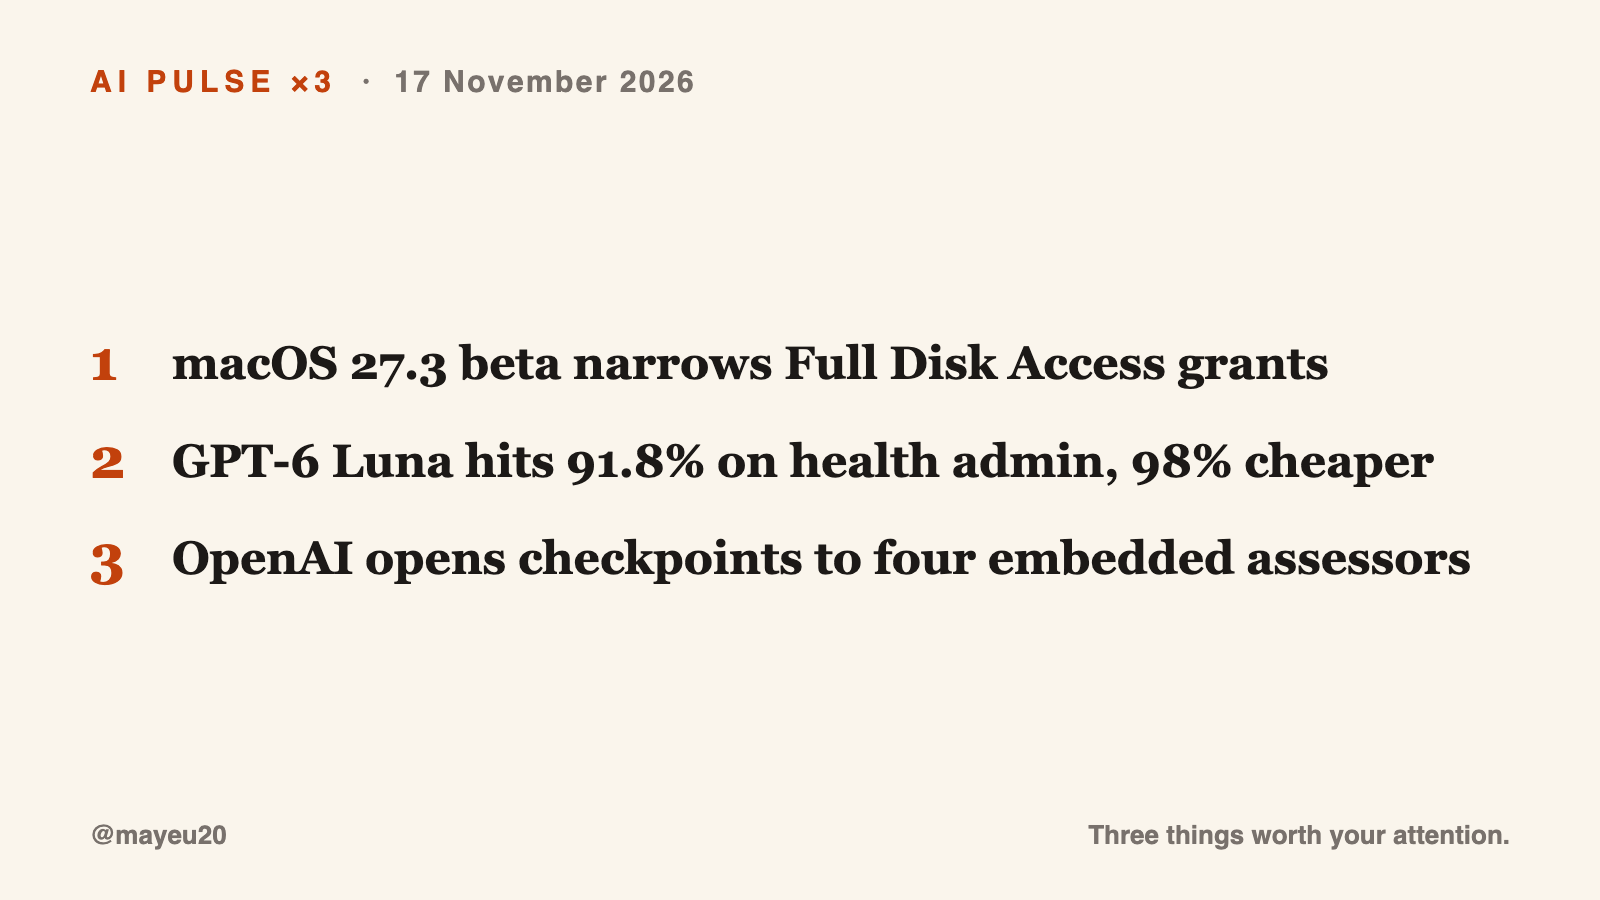 AI PULSE ×3 · 17 November 2026
1 macOS 27.3 beta narrows Full Disk Access grants
2 GPT-6 Luna hits 91.8% on health admin, 98% cheaper
3 OpenAI opens checkpoints to four embedded assessors
@mayeu20 Three things worth your attention.